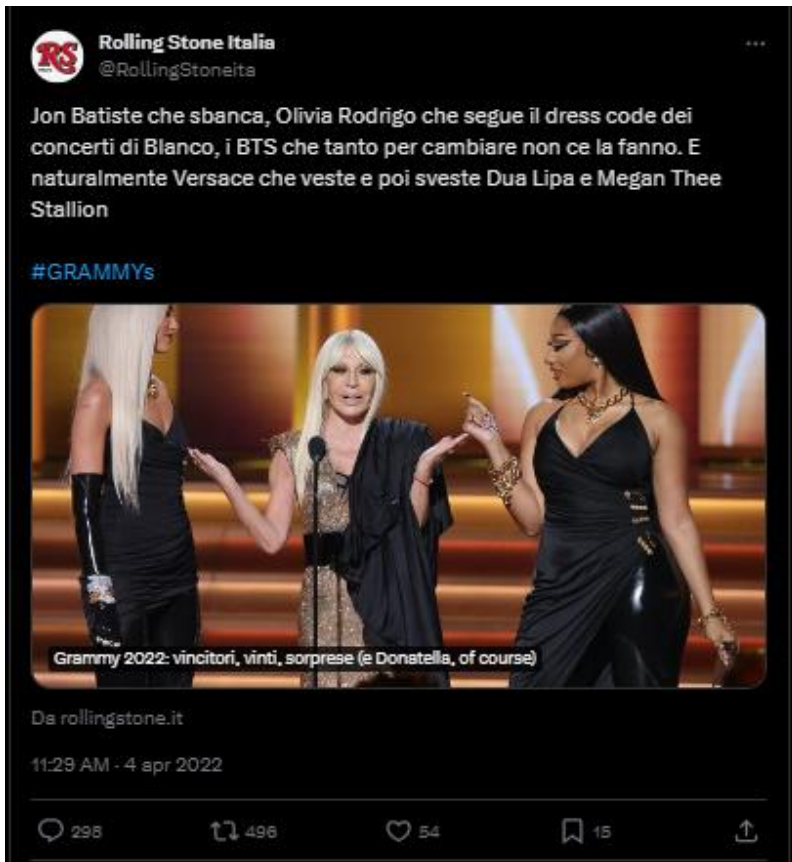 RS
Rolling Stone Italia
@RollingStoneita
Jon Batiste che sbanca, Olivia Rodrigo che segue il dress code dei
concerti di Blanco, i BTS che tanto per cambiare non ce la fanno. E
naturalmente Versace che veste e poi sveste Dua Lipa e Megan Thee
Stallion
#GRAMMYs
Grammy 2022: vincitori, vinti, sorprese (e Donatella, of course)
Da rollingstone.it
11:29 AM · 4 apr 2022
298 496 54 15